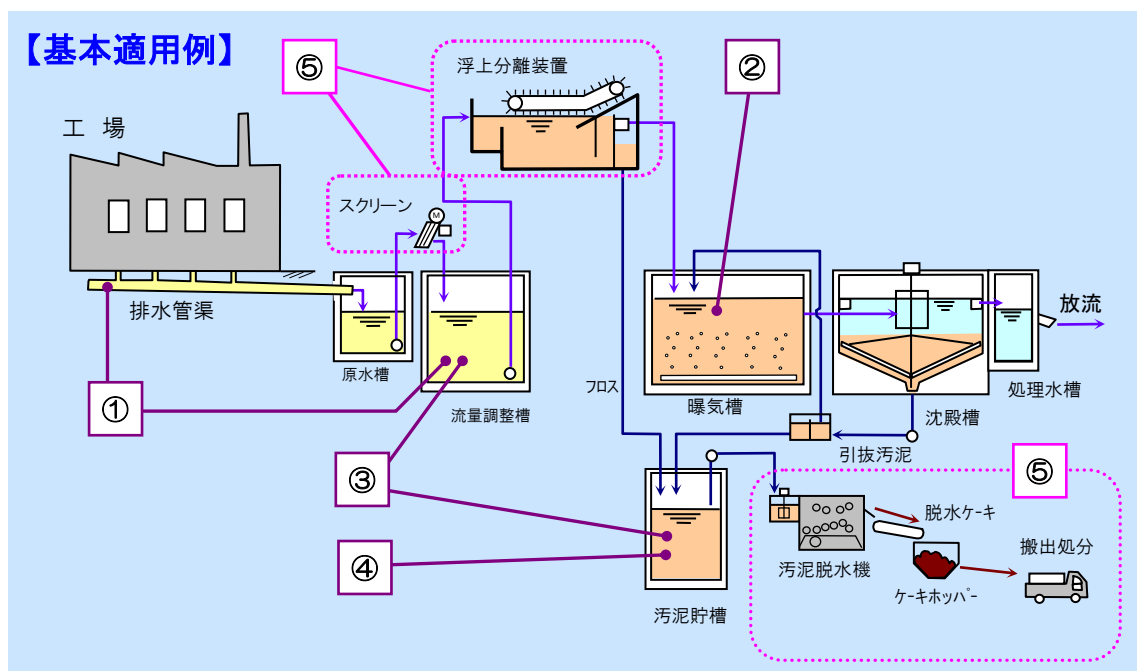 【基本適用例】
⑤
②
浮上分離装置
工 場
スクリーン
M
排水管渠
原水槽
流量調整槽
①
③
④
フロス
曝気槽
沈殿槽
処理水槽
放流
引抜汚泥
⑤
汚泥貯槽
脱水ケーキ
汚泥脱水機
ケーキホッパー
搬出処分